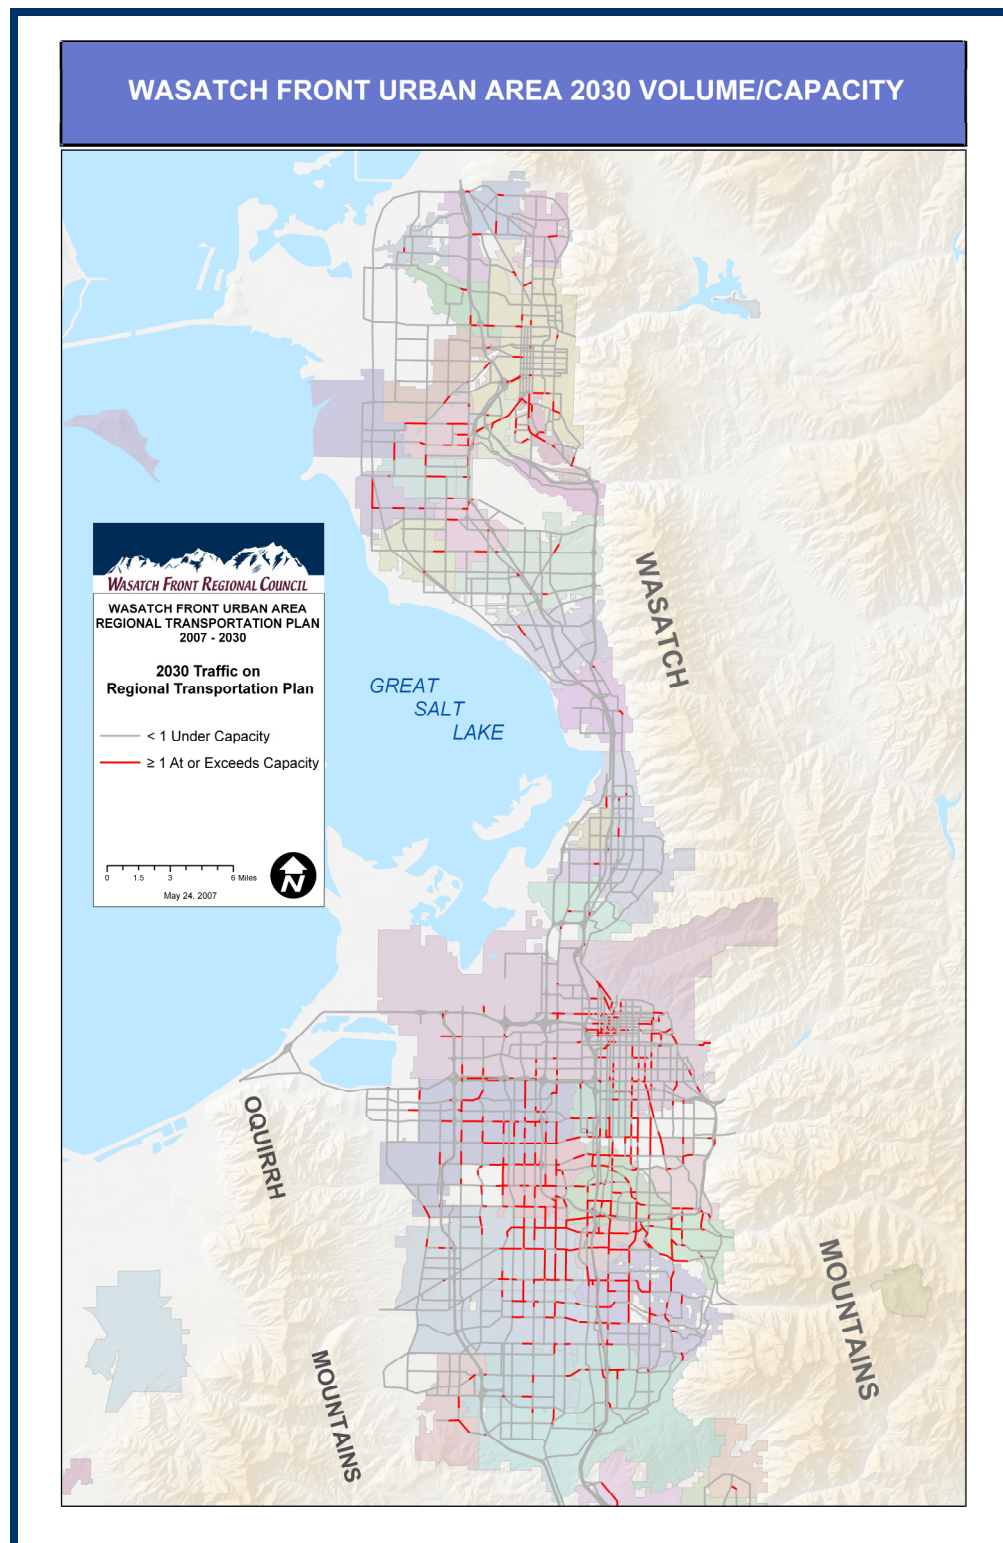 WASATCH FRONT URBAN AREA 2030 VOLUME/CAPACITY
WASATCH FRONT REGIONAL COUNCIL
WASATCH FRONT URBAN AREA
REGIONAL TRANSPORTATION PLAN
2007 - 2030
2030 Traffic on
Regional Transportation Plan
< 1 Under Capacity
≥ 1 At or Exceeds Capacity
0 1.5 3 6 Miles
May 24, 2007
N
GREAT
SALT
LAKE
WASATCH
OQUIRRH
MOUNTAINS
MOUNTAINS